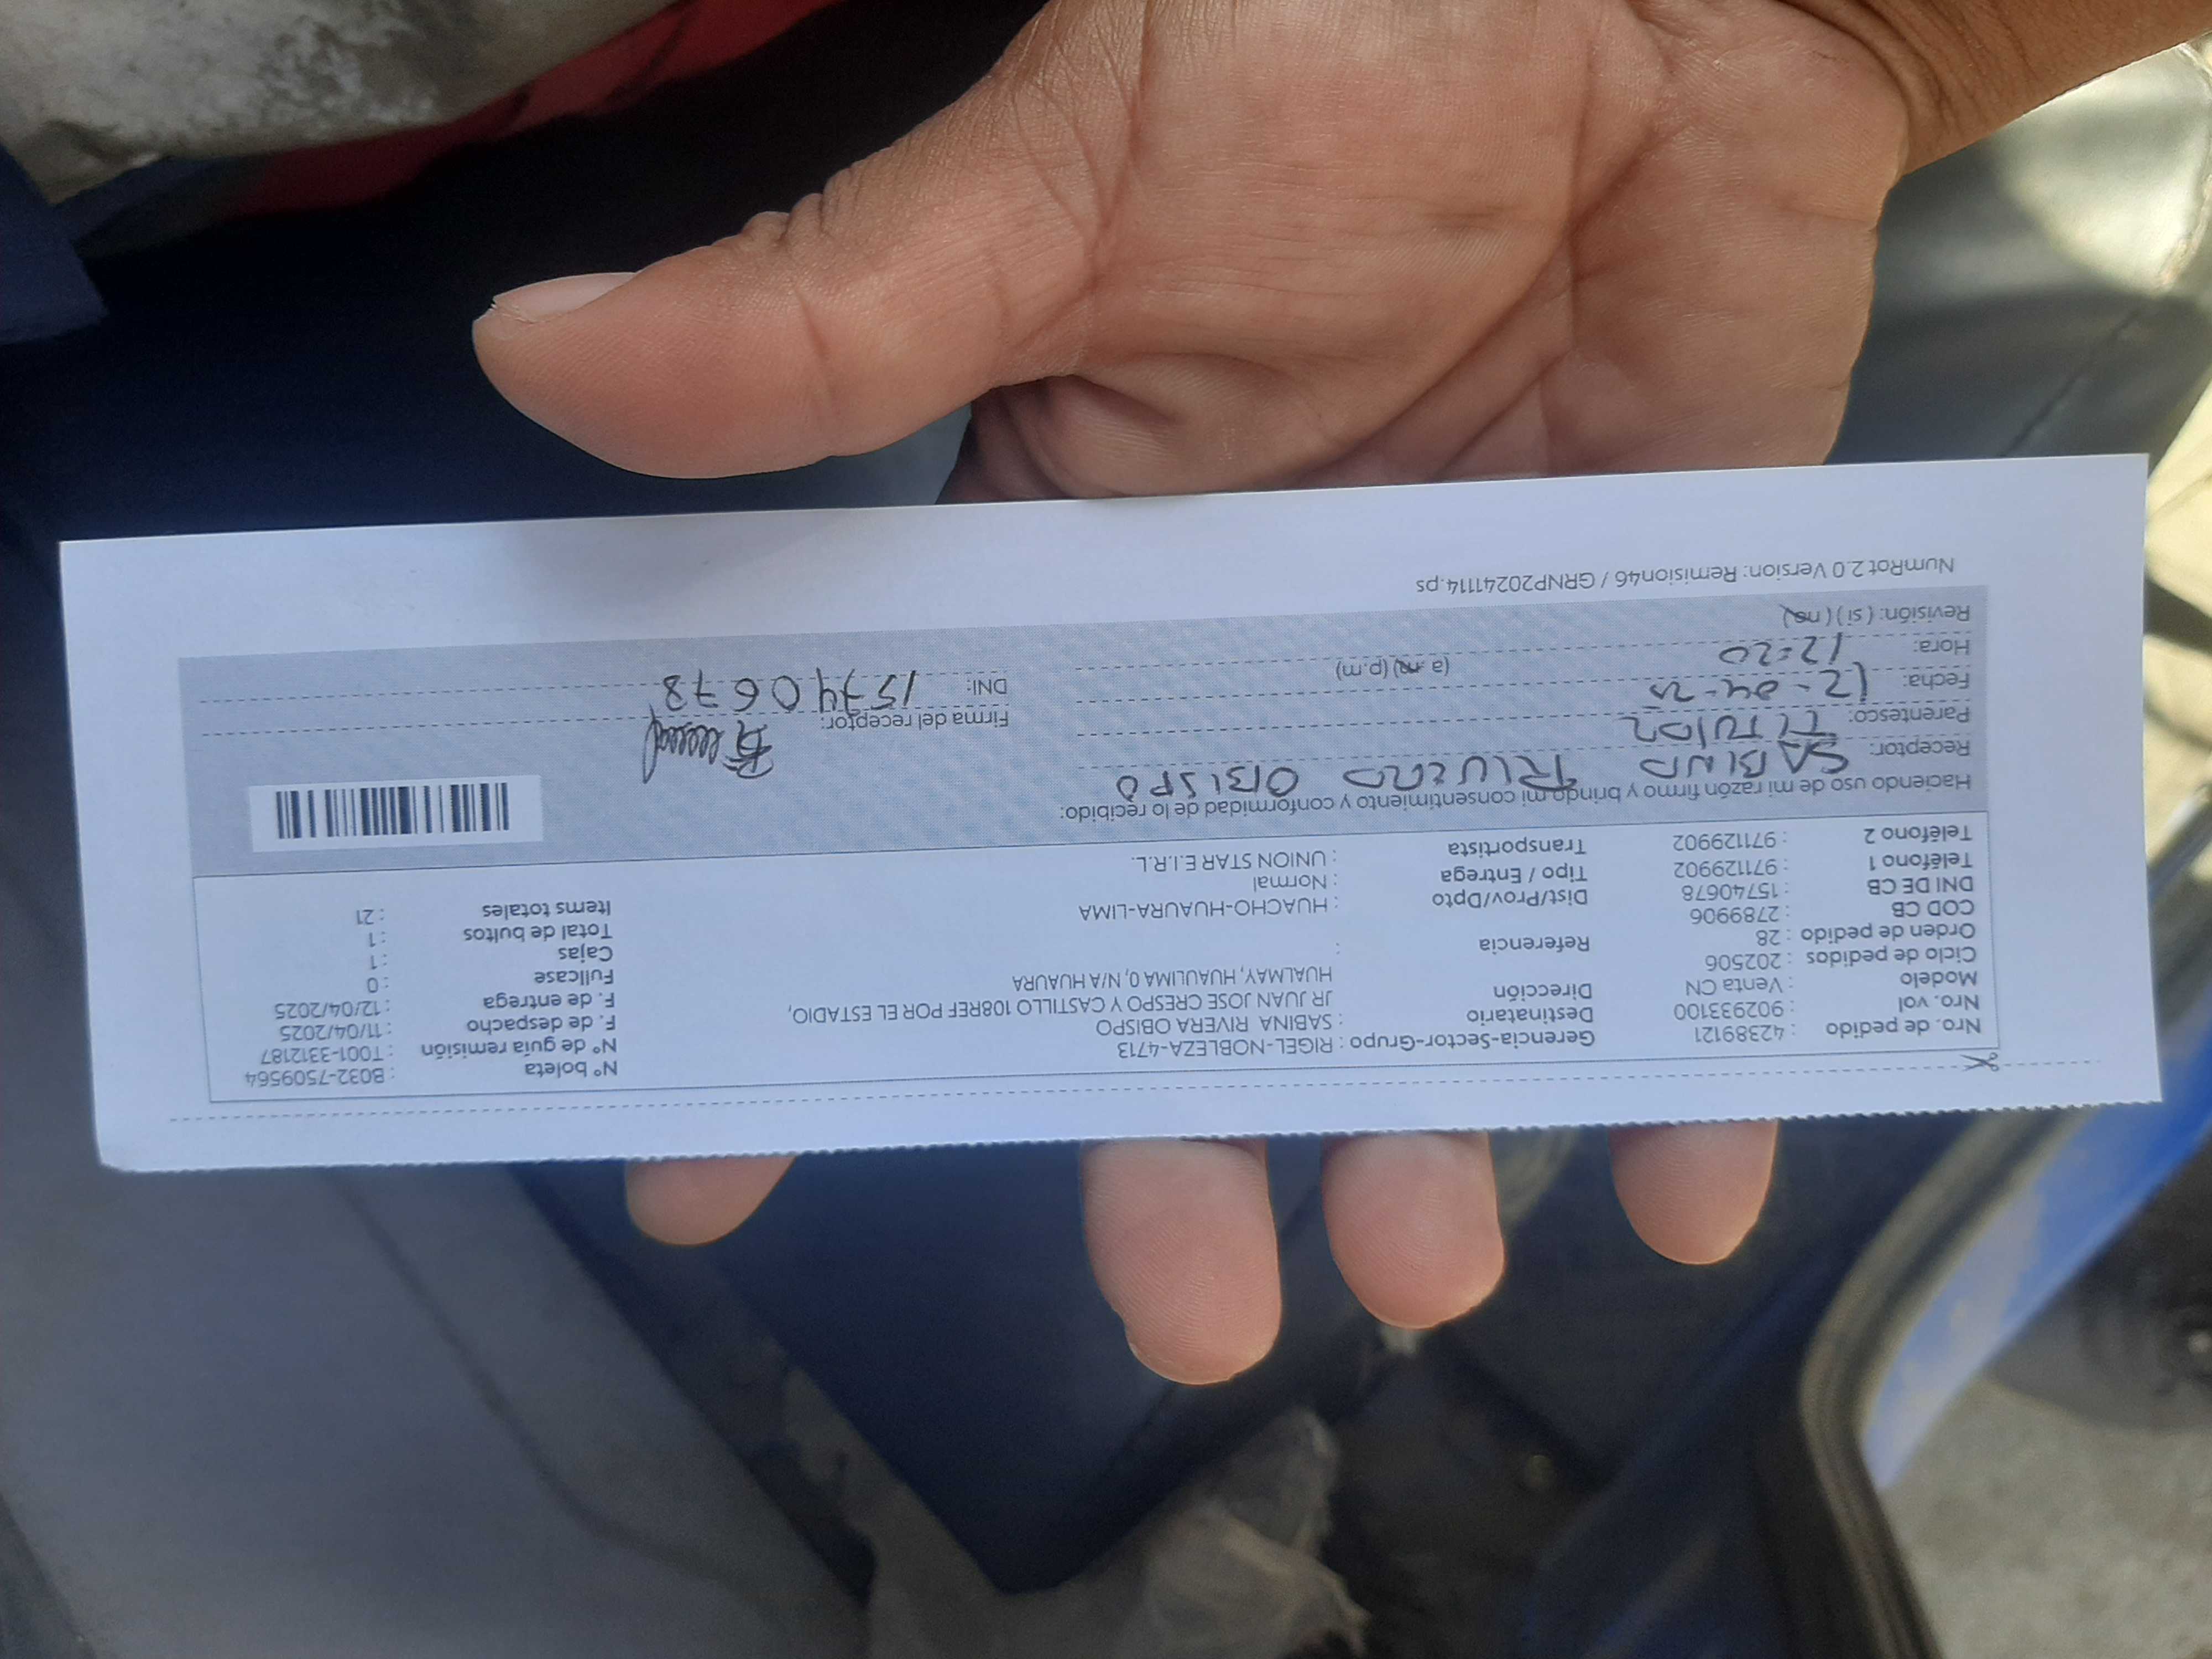 Nro. de pedido : 42389121 Gerencia-Sector-Grupo : RIGEL-NOBLEZA-4713 N° boleta : B032-7509564
Nro. vol : 902933100 Destinatario : SABINA RIVERA OBISPO N° de guía remisión : T001-3312187
Modelo : Venta CN Dirección JR JUAN JOSE CRESPO Y CASTILLO 108REF POR EL ESTADIO, F. de despacho : 11/04/2025
Ciclo de pedidos : 202506 HUALMAY, HUAULIMA 0, N/A HUAURA F. de entrega : 12/04/2025
Orden de pedido : 28 Referencia : Fullcase : 0
COD CB : 2789906 Cajas : 1
DNI DE CB : 15740678 Dist/Prov/Dpto : HUACHO-HUAURA-LIMA Total de bultos : 1
Teléfono 1 : 971129902 Tipo / Entrega : Normal Items totales : 21
Teléfono 2 : 971129902 Transportista : UNION STAR E.I.R.L.
Haciendo uso de mi razón firmo y brindo mi consentimiento y conformidad de lo recibido:
Receptor: SABINA RIVERA OBISPO
Parentesco: Firma del receptor:
Fecha: 12-04-25 DNI: 15740678
Hora: 12:20 (a.m) (p.m)
Revisión: (si) (no)
NumRot 2.0 Version: Remision46 / GRNP20241114.ps